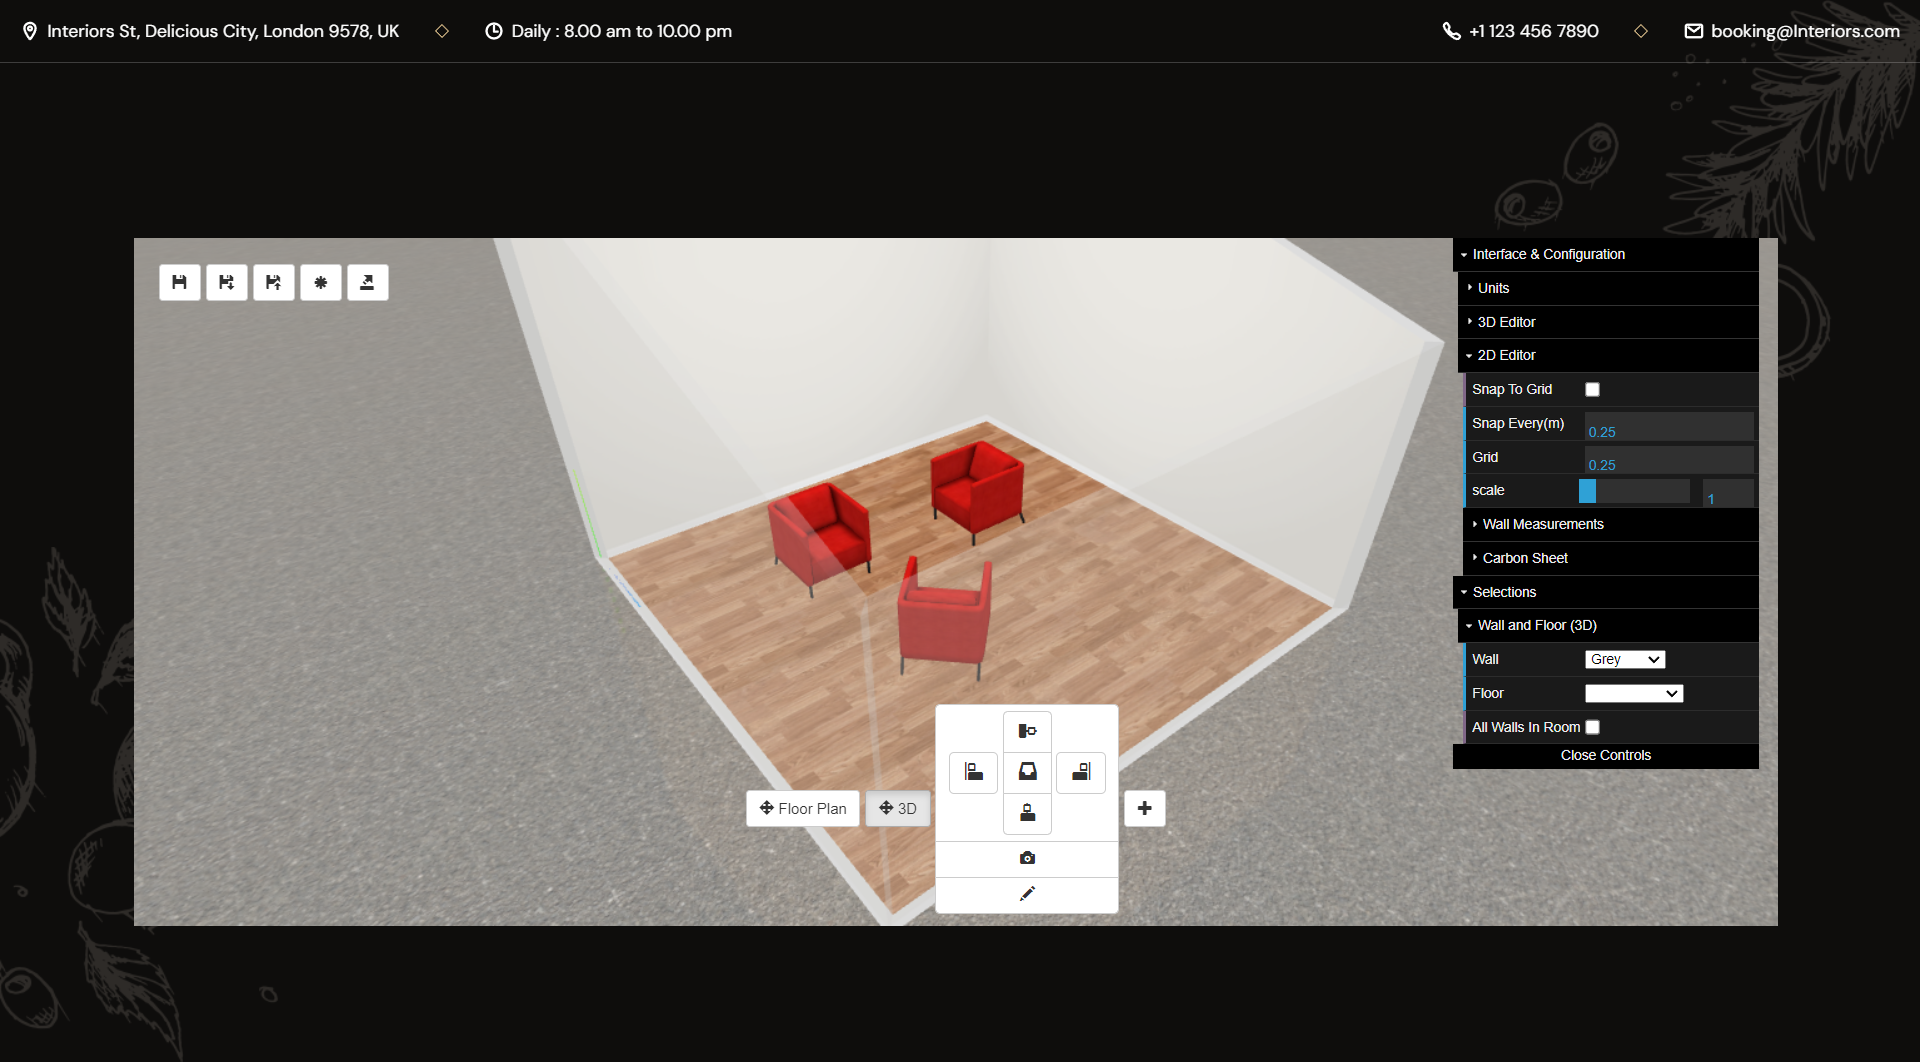 Interiors St, Delicious City, London 9578, UK
Daily : 8.00 am to 10.00 pm
+1 123 456 7890
booking@Interiors.com
Interface & Configuration
Units
3D Editor
2D Editor
Snap To Grid
Snap Every(m) 0.25
Grid 0.25
scale 1
Wall Measurements
Carbon Sheet
Selections
Wall and Floor (3D)
Wall Grey
Floor
All Walls In Room
Close Controls
Floor Plan
3D